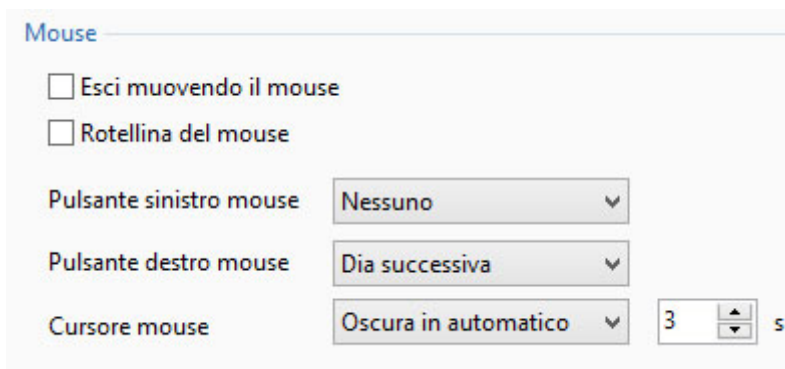 Mouse
Esci muovendo il mouse
Rotellina del mouse
Pulsante sinistro mouse Nessuno
Pulsante destro mouse Dia successiva
Cursore mouse Oscura in automatico 3 s